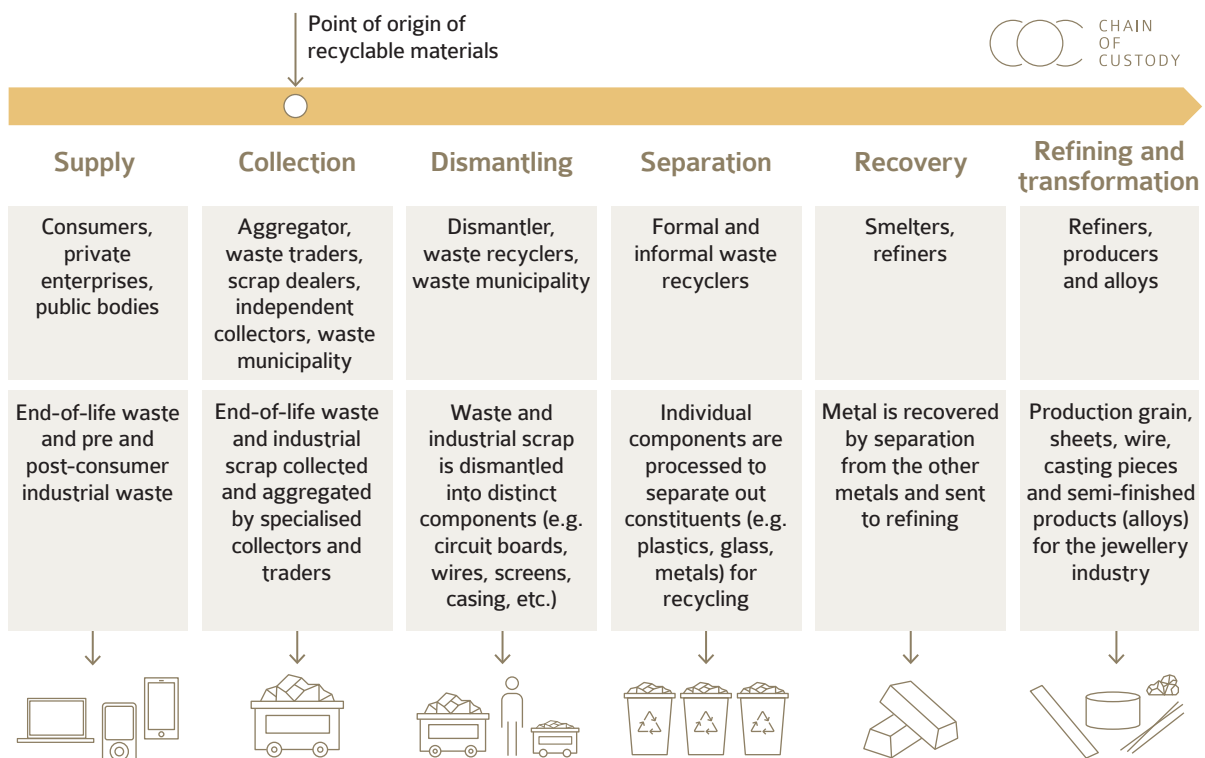 Point of origin of
recyclable materials
CHAIN
OF
CUSTODY
Supply
Collection
Dismantling
Separation
Recovery
Refining and
transformation
Consumers,
private
enterprises,
public bodies
Aggregator,
waste traders,
scrap dealers,
independent
collectors, waste
municipality
Dismantler,
waste recyclers,
waste municipality
Formal and
informal waste
recyclers
Smelters,
refiners
Refiners,
producers
and alloys
End-of-life waste
and pre and
post-consumer
industrial waste
End-of-life waste
and industrial
scrap collected
and aggregated
by specialised
collectors and
traders
Waste and
industrial scrap
is dismantled
into distinct
components (e.g.
circuit boards,
wires, screens,
casing, etc.)
Individual
components are
processed to
separate out
constituents (e.g.
plastics, glass,
metals) for
recycling
Metal is recovered
by separation
from the other
metals and sent
to refining
Production grain,
sheets, wire,
casting pieces
and semi-finished
products (alloys)
for the jewellery
industry